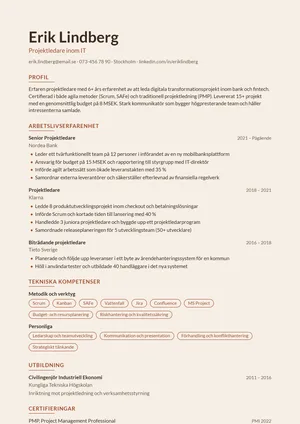 Erik Lindberg
Projektledare inom IT
erik.lindberg@email.se · 073-456 78 90 · Stockholm · linkedin.com/in/eriklindberg
PROFIL
Erfaren projektledare med 6+ års erfarenhet av att leda digitala transformationsprojekt inom bank och fintech.
Certifierad i både agila metoder (Scrum, SAFe) och traditionell projektledning (PMP). Levererat 15+ projekt
med en genomsnittlig budget på 8 MSEK. Stark kommunikatör som bygger högpresterande team och håller
intressenterna samlade.
ARBETSLIVSERFARENHET
Senior Projektledare 2021 – Pågående
Nordea Bank
• Leder ett tvärfunktionellt team på 12 personer i införandet av en ny mobilbanksplattform
• Ansvarig för budget på 15 MSEK och rapportering till styrgrupp med IT-direktör
• Införde agilt arbetssätt som ökade leveranstakten med 35 %
• Samordnar externa leverantörer och säkerställer efterlevnad av finansiella regelverk
Projektledare 2018 – 2021
Klarna
• Ledde 8 produktutvecklingsprojekt inom checkout och betalningslösningar
• Införde Scrum och kortade tiden till lansering med 40 %
• Handledde 3 juniora projektledare och byggde upp ett projektledarprogram
• Samordnade releaseplaneringen för 5 utvecklingsteam (50+ utvecklare)
Biträdande projektledare 2016 – 2018
Tieto Sverige
• Planerade och följde upp leveranser i ett byte av ärendehanteringssystem för en kommun
• Höll i användartester och utbildade 40 handläggare i det nya systemet
TEKNISKA KOMPETENSER
Metodik och verktyg
Scrum Kanban SAFe Vattenfall Jira Confluence MS Project
Budget- och resursplanering Riskhantering och kvalitetssäkring
Personliga
Ledarskap och teamutveckling Kommunikation och presentation Förhandling och konflikthantering
Strategiskt tänkande
UTBILDNING
Civilingenjör Industriell Ekonomi 2011 – 2016
Kungliga Tekniska Högskolan
Inriktning mot projektledning och verksamhetsstyrning
CERTIFIERINGAR
PMP, Project Management Professional PMI 2022